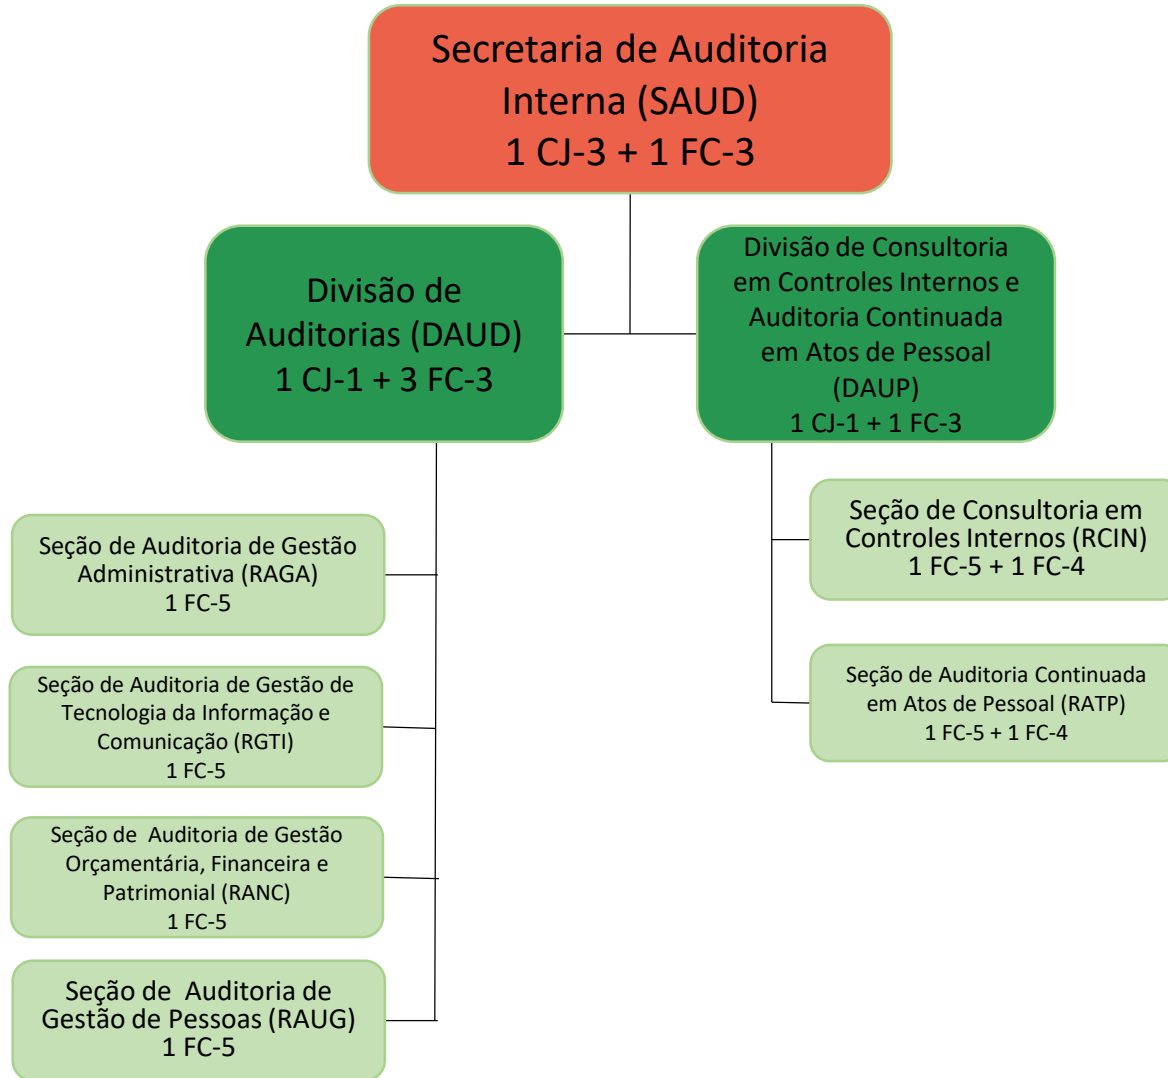 Secretaria de Auditoria
Interna (SAUD)
1 CJ-3 + 1 FC-3
Divisão de
Auditorias (DAUD)
1 CJ-1 + 3 FC-3
Divisão de Consultoria
em Controles Internos e
Auditoria Continuada
em Atos de Pessoal
(DAUP)
1 CJ-1 + 1 FC-3
Seção de Auditoria de Gestão
Administrativa (RAGA)
1 FC-5
Seção de Auditoria de Gestão de
Tecnologia da Informação e
Comunicação (RGTI)
1 FC-5
Seção de Auditoria de Gestão
Orçamentária, Financeira e
Patrimonial (RANC)
1 FC-5
Seção de Auditoria de
Gestão de Pessoas (RAUG)
1 FC-5
Seção de Consultoria em
Controles Internos (RCIN)
1 FC-5 + 1 FC-4
Seção de Auditoria Continuada
em Atos de Pessoal (RATP)
1 FC-5 + 1 FC-4